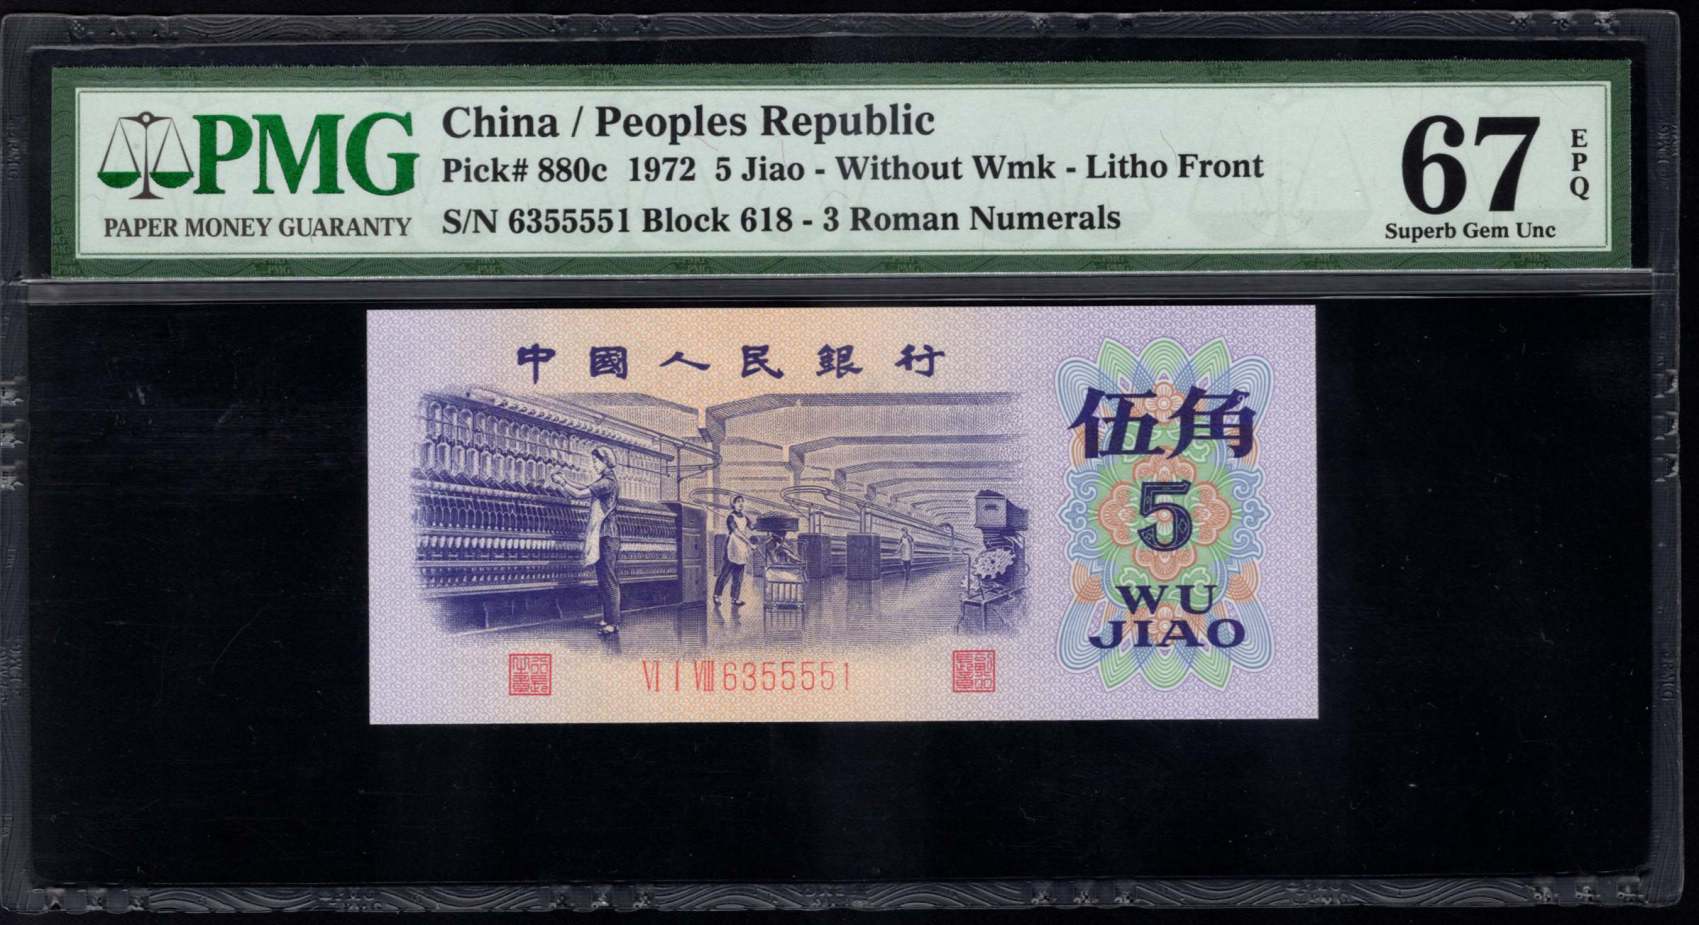 PMG
PAPER MONEY GUARANTY
China / Peoples Republic
Pick# 880c 1972 5 Jiao - Without Wmk - Litho Front
S/N 6355551 Block 618 - 3 Roman Numerals
67
EPQ
Superb Gem Unc
中國人民銀行
伍角
5
WU
JIAO
VI I VIII 6355551